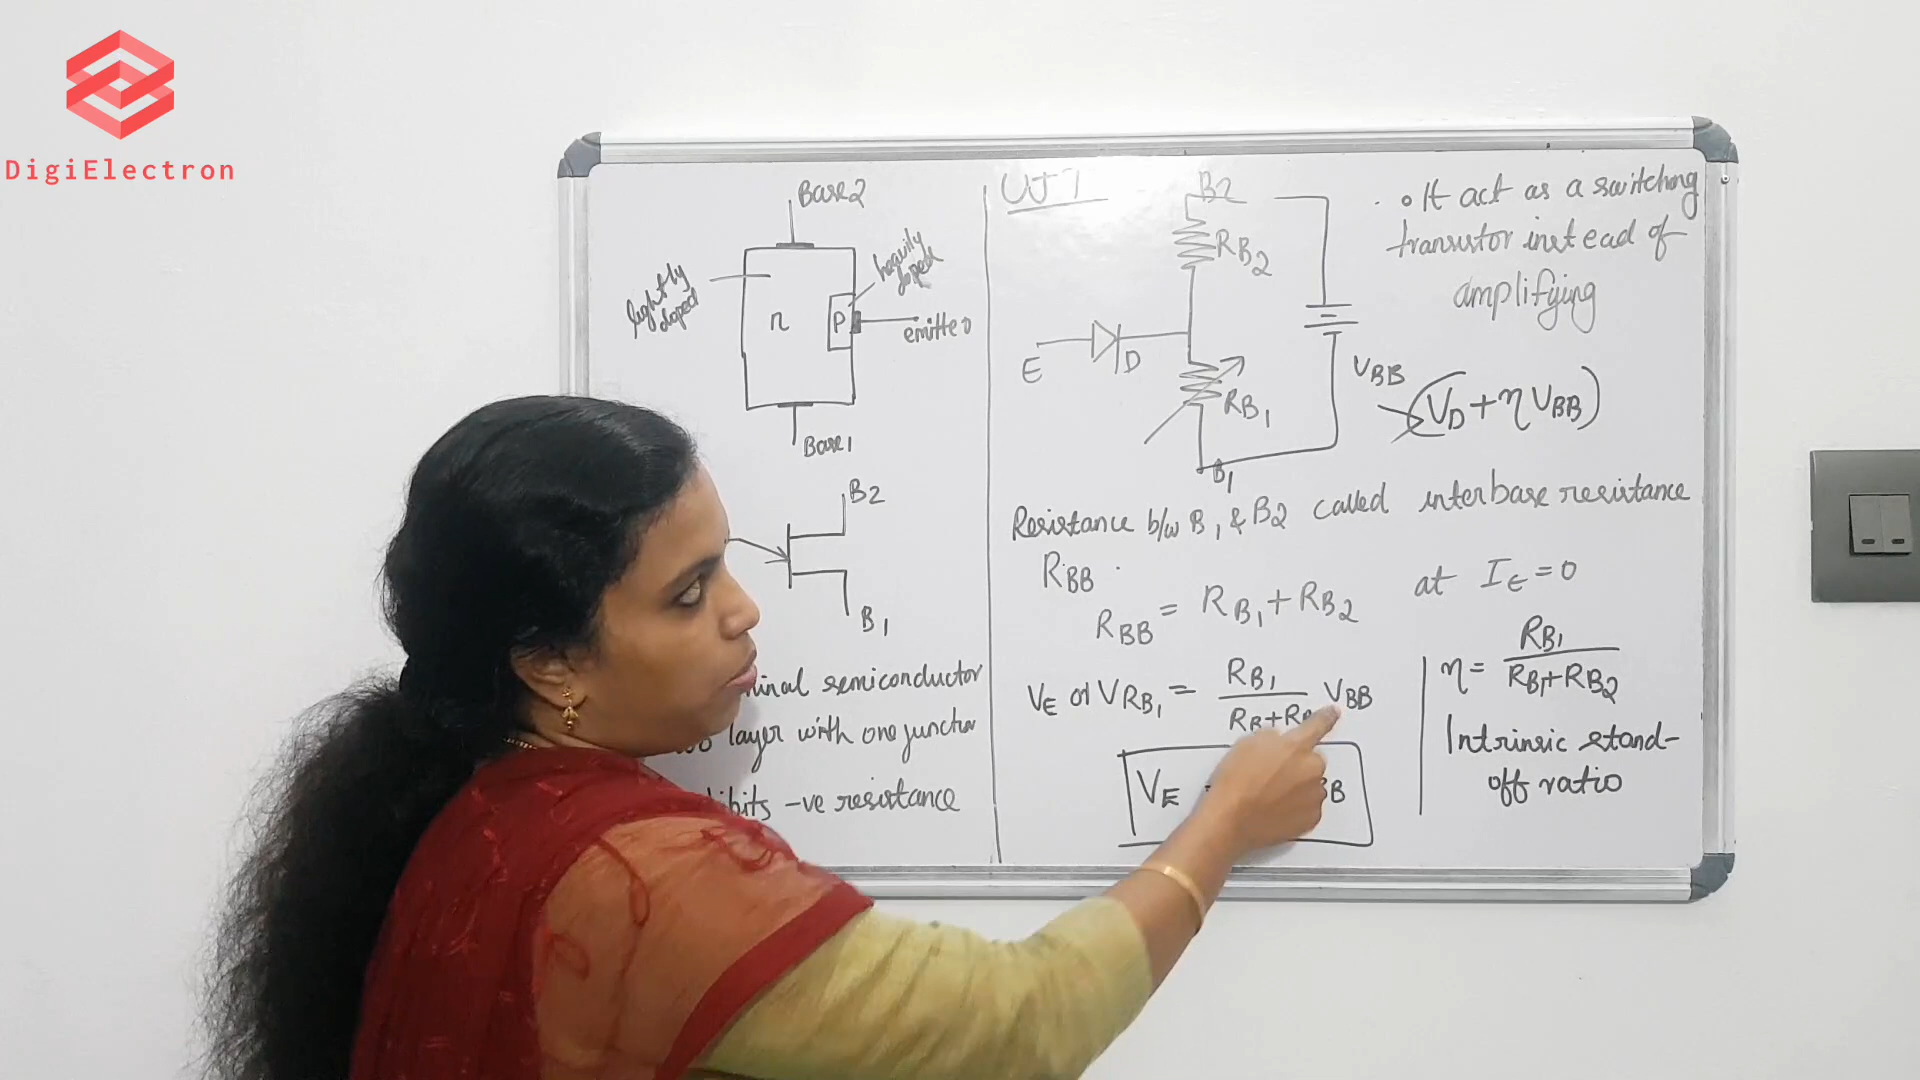 DigiElectron
Base2
lightly
doped
n
P
heavily
doped
emitter
Base1
B2
B1
semiconductor
layer with one junction
-ve resistance
UJT
B2
RB2
E
D
RB1
B1
VBB
• It act as a switching
transistor instead of
amplifying
(VD + η VBB)
Resistance b/w B1 & B2 called interbase resistance
RBB
RBB = RB1 + RB2 at IE = 0
VE or VRB1 = RB1 VBB
VE
η = RB1
RB1+RB2
Intrinsic stand-
off ratio